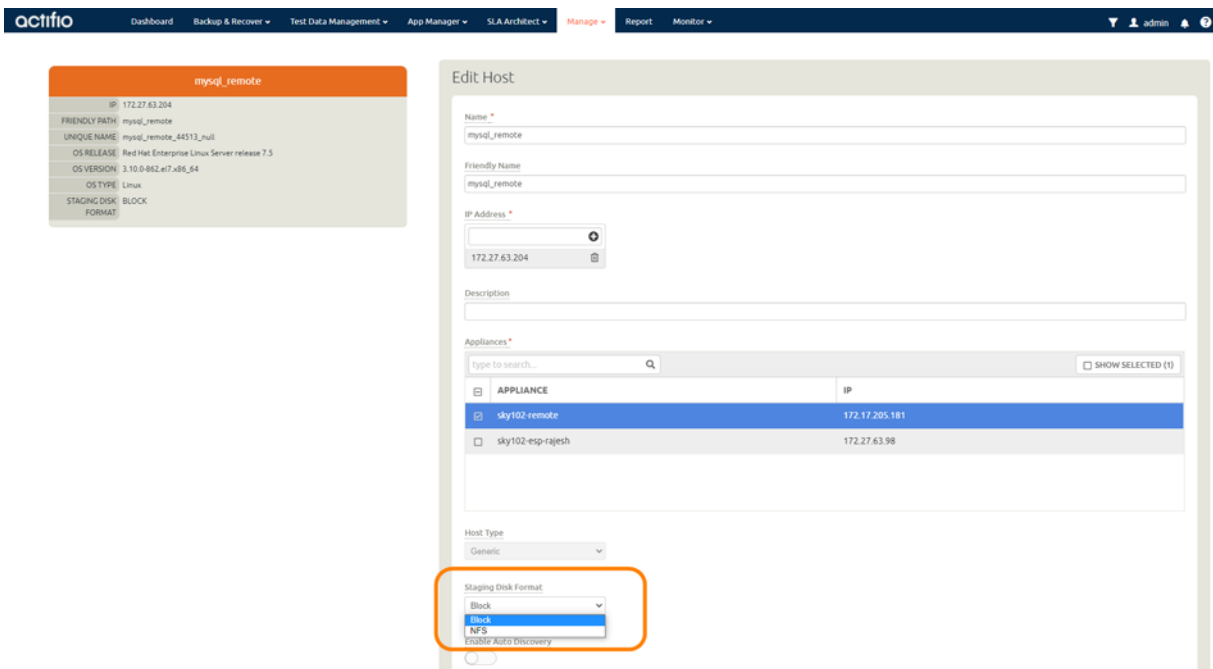 actifio Dashboard Backup & Recover Test Data Management App Manager SLA Architect Manage Report Monitor admin
mysql_remote
IP 172.27.63.204
FRIENDLY PATH mysql_remote
UNIQUE NAME mysql_remote_44513_null
OS RELEASE Red Hat Enterprise Linux Server release 7.5
OS VERSION 3.10.0-862.el7.x86_64
OS TYPE Linux
STAGING DISK BLOCK
FORMAT
Edit Host
Name *
mysql_remote
Friendly Name
mysql_remote
IP Address *
172.27.63.204
Description
Appliances *
type to search... SHOW SELECTED (1)
APPLIANCE IP
sky102-remote 172.17.205.181
sky102-esp-rajesh 172.27.63.98
Host Type
Generic
Staging Disk Format
Block
Block
NFS
Enable Auto Discovery